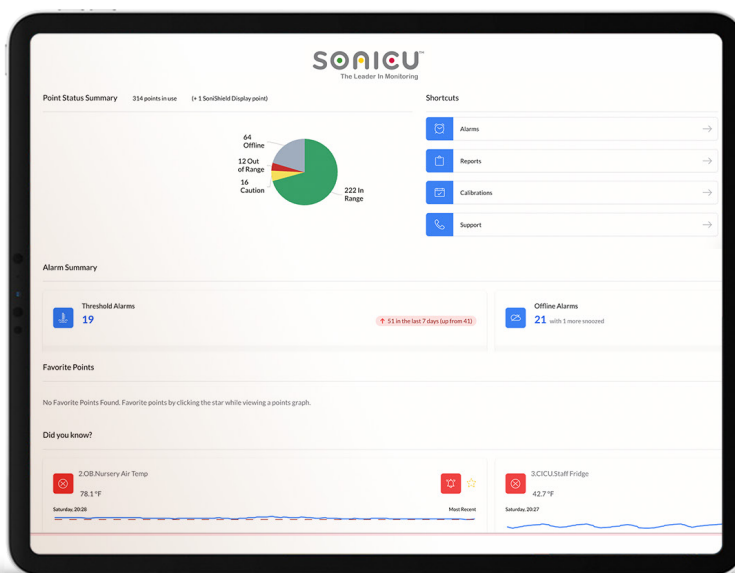 SONICU™
The Leader In Monitoring
Point Status Summary 314 points in use (+ 1 SoniShield Display point)
64
Offline
12 Out
of Range
16
Caution
222 In
Range
Shortcuts
Alarms
Reports
Calibrations
Support
Alarm Summary
Threshold Alarms
19
↑ 51 in the last 7 days (up from 41)
Offline Alarms
21 with 1 more snoozed
Favorite Points
No Favorite Points Found. Favorite points by clicking the star while viewing a points graph.
Did you know?
2.OB.Nursery Air Temp
78.1 °F
Saturday, 20:28 Most Recent
3.CICU.Staff Fridge
42.7 °F
Saturday, 20:27